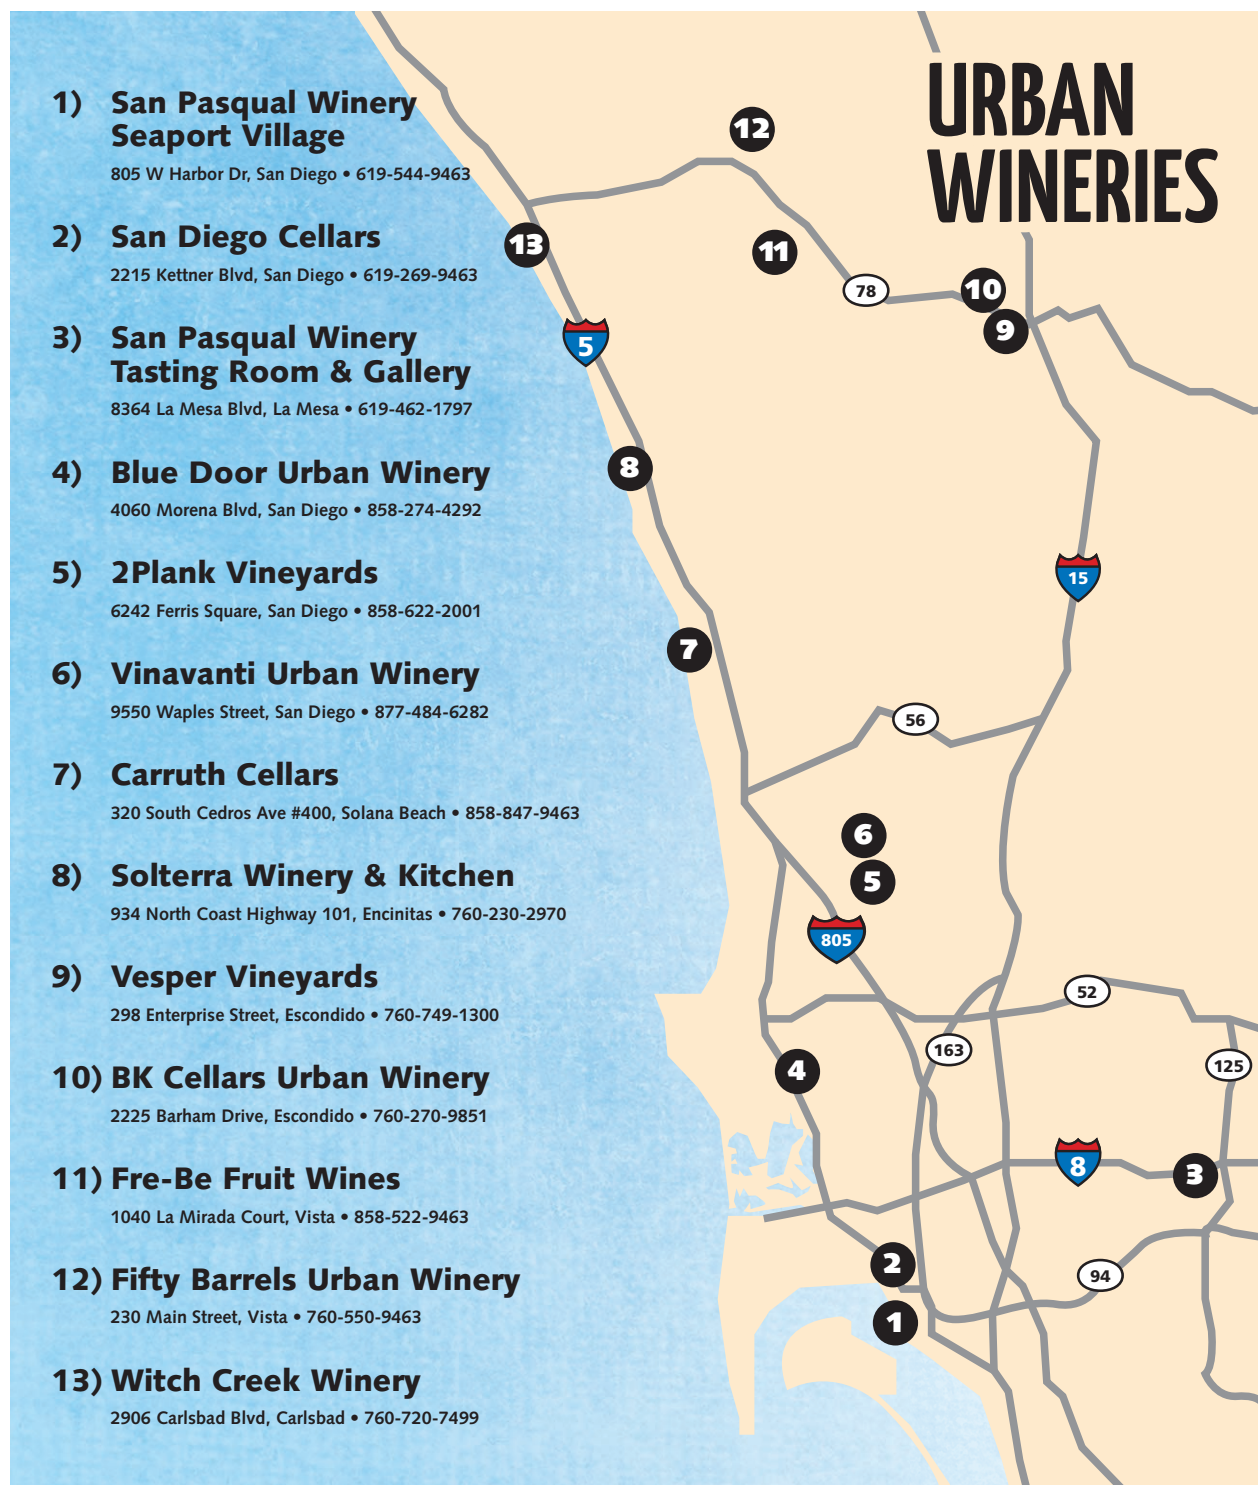 URBAN
WINERIES
1) San Pasqual Winery
Seaport Village
805 W Harbor Dr, San Diego • 619-544-9463
2) San Diego Cellars
2215 Kettner Blvd, San Diego • 619-269-9463
3) San Pasqual Winery
Tasting Room & Gallery
8364 La Mesa Blvd, La Mesa • 619-462-1797
4) Blue Door Urban Winery
4060 Morena Blvd, San Diego • 858-274-4292
5) 2Plank Vineyards
6242 Ferris Square, San Diego • 858-622-2001
6) Vinavanti Urban Winery
9550 Waples Street, San Diego • 877-484-6282
7) Carruth Cellars
320 South Cedros Ave #400, Solana Beach • 858-847-9463
8) Solterra Winery & Kitchen
934 North Coast Highway 101, Encinitas • 760-230-2970
9) Vesper Vineyards
298 Enterprise Street, Escondido • 760-749-1300
10) BK Cellars Urban Winery
2225 Barham Drive, Escondido • 760-270-9851
11) Fre-Be Fruit Wines
1040 La Mirada Court, Vista • 858-522-9463
12) Fifty Barrels Urban Winery
230 Main Street, Vista • 760-550-9463
13) Witch Creek Winery
2906 Carlsbad Blvd, Carlsbad • 760-720-7499
12
13
11
78
10
9
5
8
15
7
56
6
5
805
52
163
125
4
8
3
2
94
1